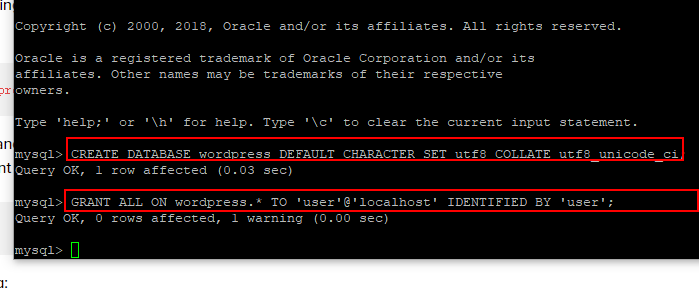 Copyright (c) 2000, 2018, Oracle and/or its affiliates. All rights reserved.
Oracle is a registered trademark of Oracle Corporation and/or its
affiliates. Other names may be trademarks of their respective
owners.
Type 'help;' or '\h' for help. Type '\c' to clear the current input statement.
mysql> CREATE DATABASE wordpress DEFAULT CHARACTER SET utf8 COLLATE utf8_unicode_ci;
Query OK, 1 row affected (0.03 sec)
mysql> GRANT ALL ON wordpress.* TO 'user'@'localhost' IDENTIFIED BY 'user';
Query OK, 0 rows affected, 1 warning (0.00 sec)
mysql>